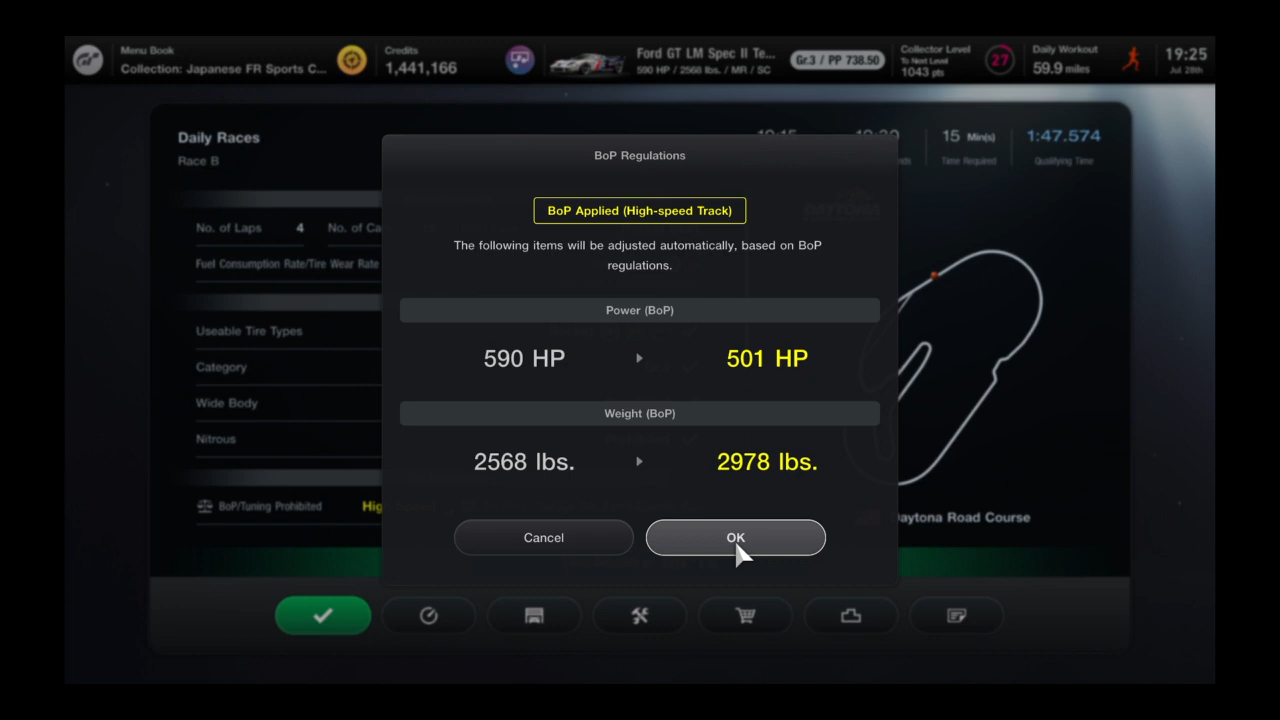 Menu Book
Collection: Japanese FR Sports C...
Credits
1,441,166
Ford GT LM Spec II Te...
590 HP / 2568 lbs. / MR / SC
Gr.3 / PP 738.50
Collector Level
To Next Level
1043 pts
27
Daily Workout
59.9 miles
19:25
Jul 28th
Daily Races
Race B
15 Min(s)
Time Required
1:47.574
Qualifying Time
BoP Regulations
BoP Applied (High-speed Track)
The following items will be adjusted automatically, based on BoP
regulations.
No. of Laps 4 No. of Ca
Fuel Consumption Rate/Tire Wear Rate
Power (BoP)
590 HP 501 HP
Useable Tire Types
Category
Wide Body
Nitrous
Weight (BoP)
2568 lbs. 2978 lbs.
BoP/Tuning Prohibited Hig
Daytona Road Course
Cancel
OK